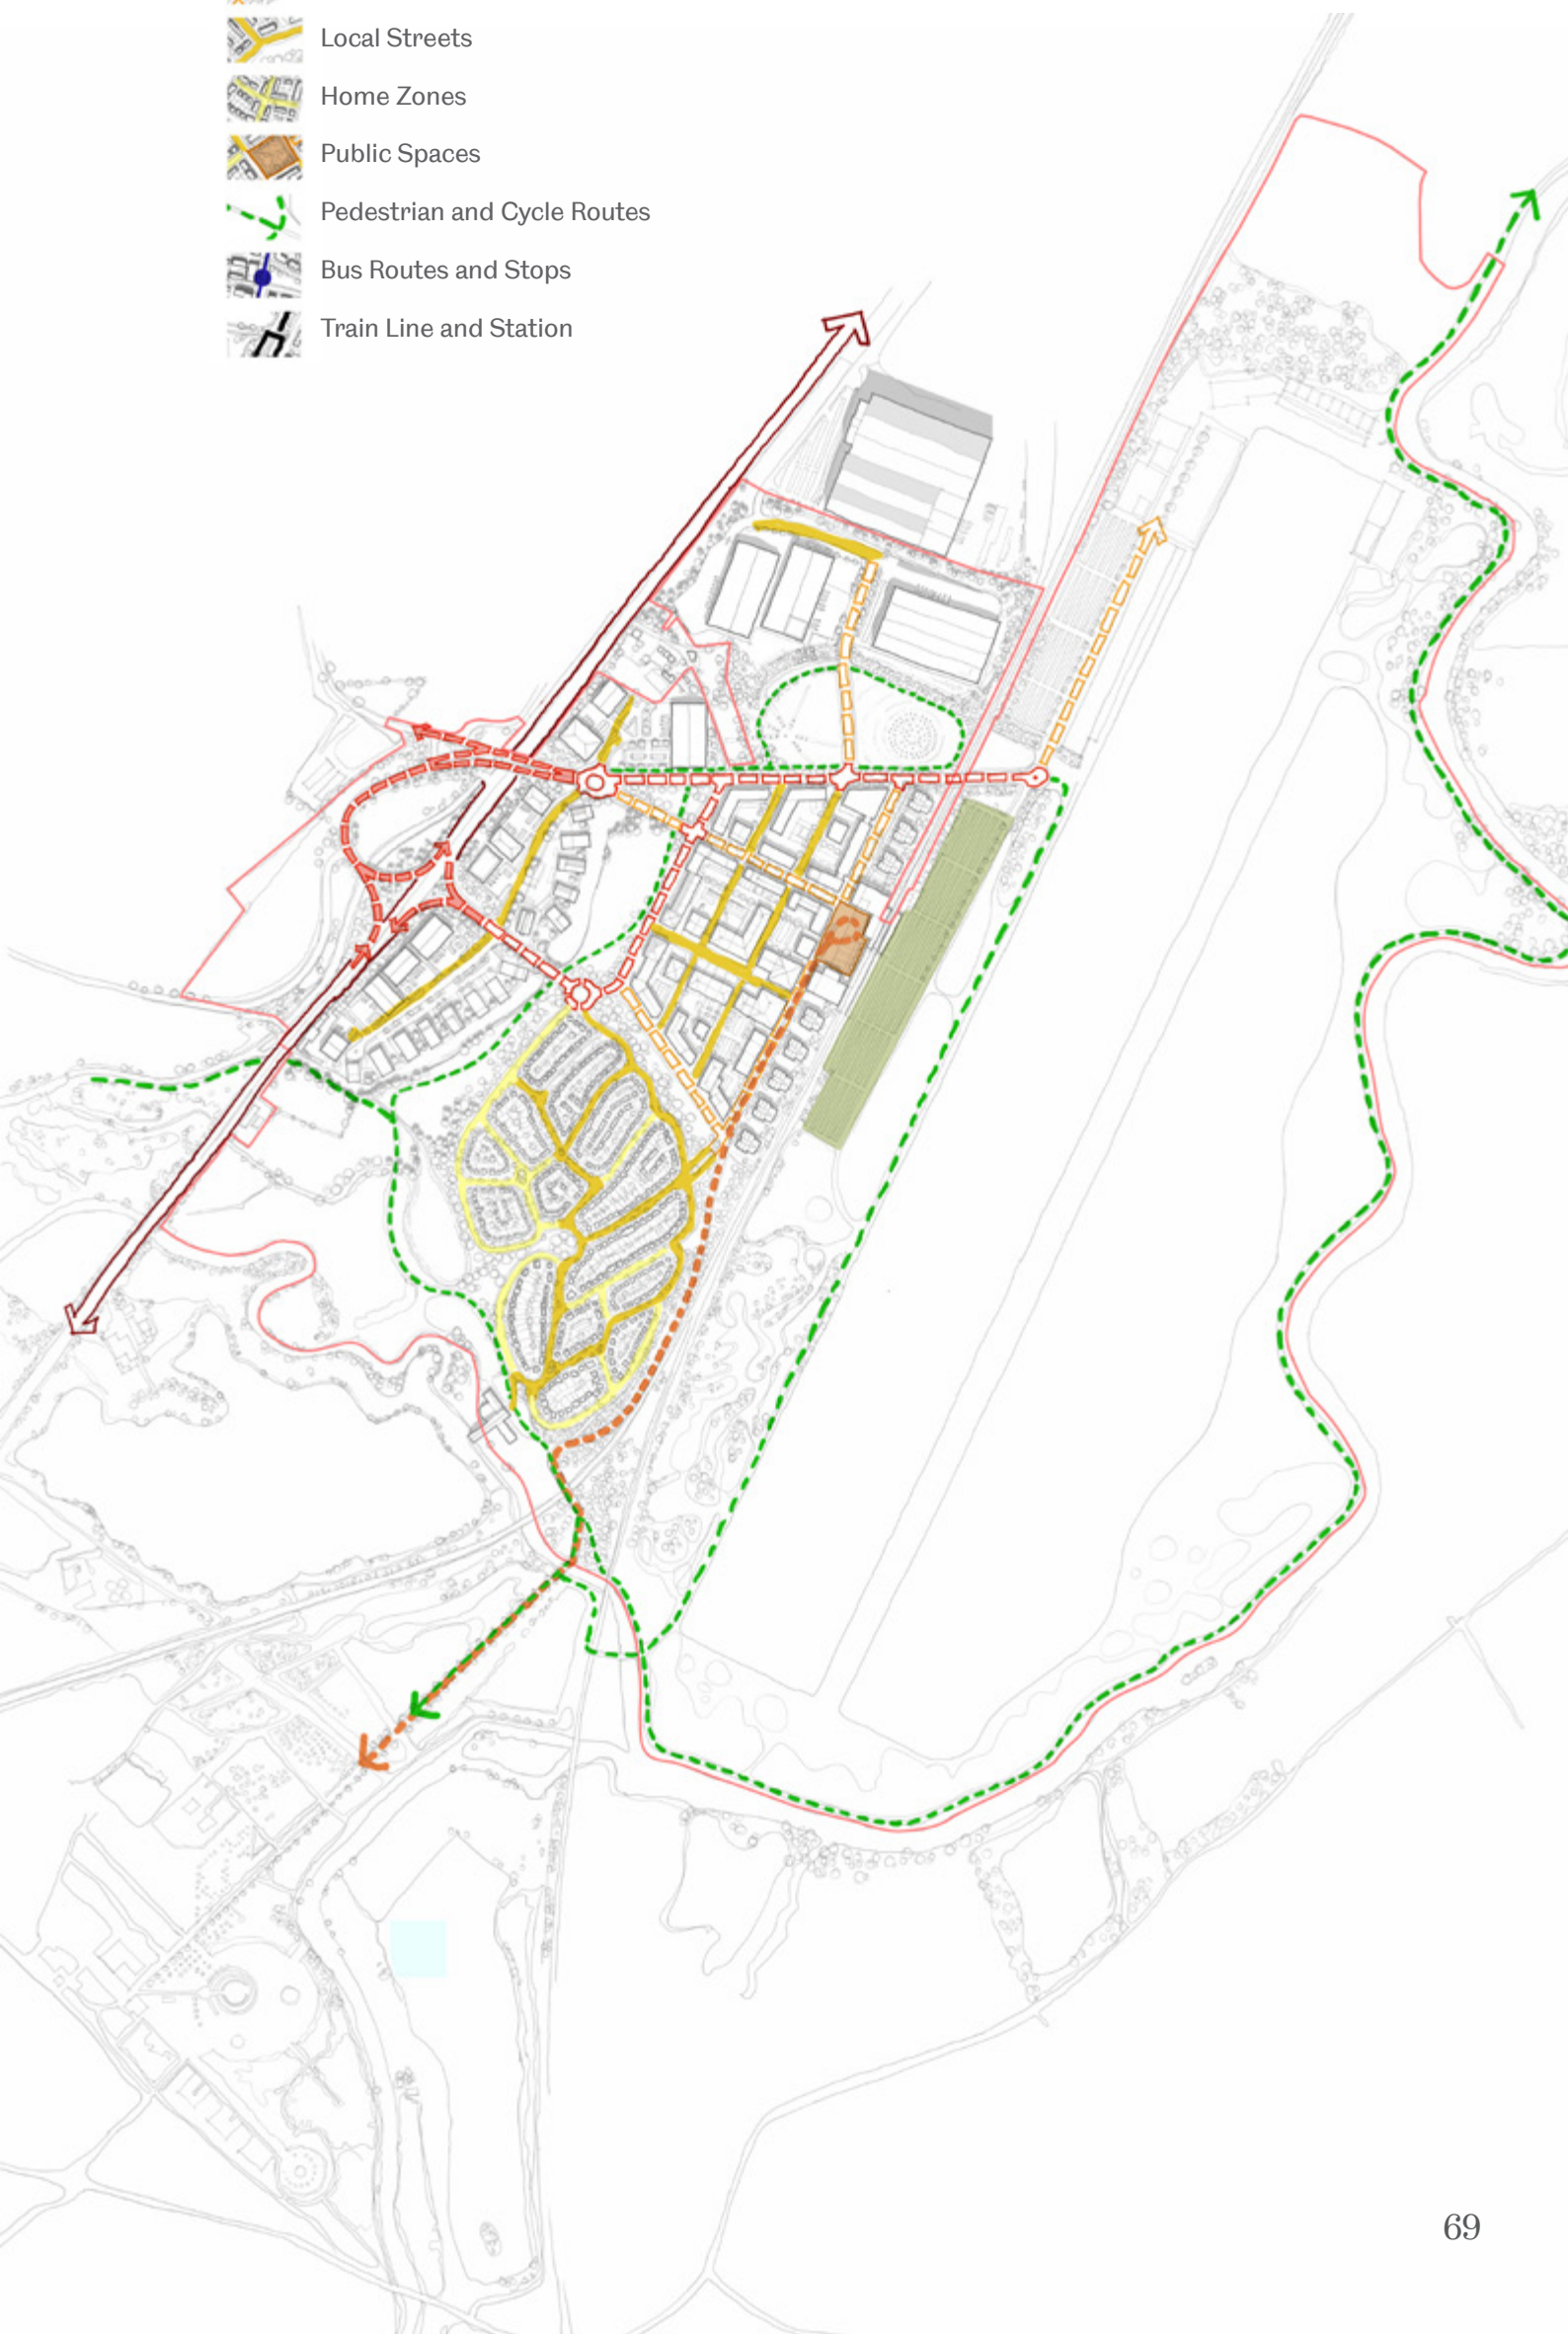 Local Streets
Home Zones
Public Spaces
Pedestrian and Cycle Routes
Bus Routes and Stops
Train Line and Station
69